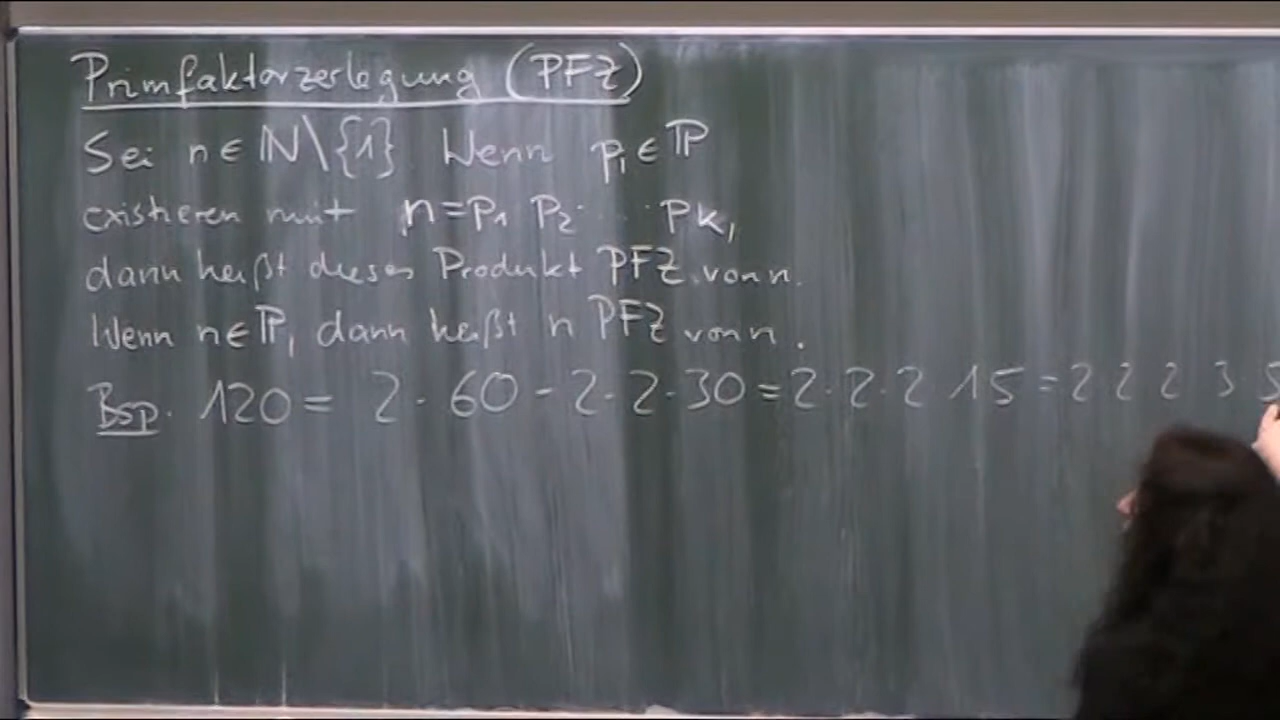 Primfaktorzerlegung (PFZ)
Sei n ∈ ℕ\{1} Wenn p₁ ∈ ℙ
existieren mit n = p₁ p₂ · · · pk,
dann heißt dieses Produkt PFZ von n.
Wenn n ∈ ℙ, dann heißt n PFZ von n.
Bsp. 120 = 2 · 60 = 2 · 2 · 30 = 2 · 2 · 2 15 = 2 2 2 3 5